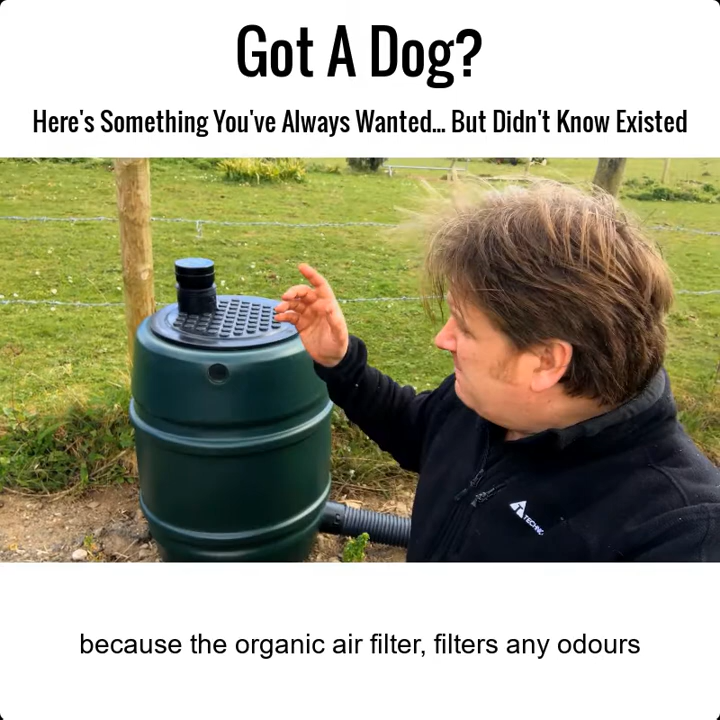 Got A Dog?
Here's Something You've Always Wanted... But Didn't Know Existed
TECHNIC
because the organic air filter, filters any odours